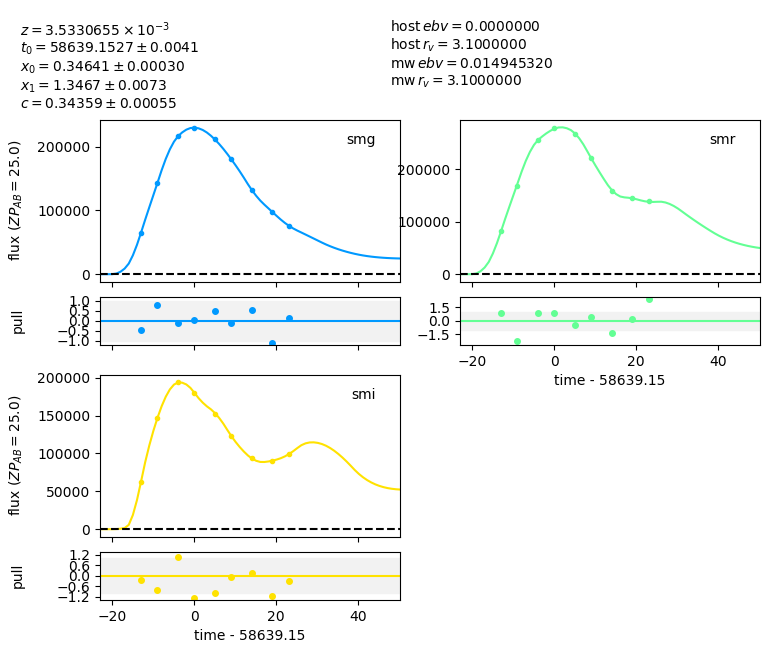 z = 3.5330655 × 10⁻³
t₀ = 58639.1527 ± 0.0041
x₀ = 0.34641 ± 0.00030
x₁ = 1.3467 ± 0.0073
c = 0.34359 ± 0.00055
host ebv = 0.0000000
host r_v = 3.1000000
mw ebv = 0.014945320
mw r_v = 3.1000000
smg
flux (ZP_AB = 25.0)
200000
100000
0
smr
200000
100000
0
pull
1.0
0.5
0.0
−0.5
−1.0
1.5
0.0
−1.5
−20 0 20 40
time - 58639.15
smi
flux (ZP_AB = 25.0)
200000
150000
100000
50000
0
pull
1.2
0.6
0.0
−0.6
−1.2
−20 0 20 40
time - 58639.15